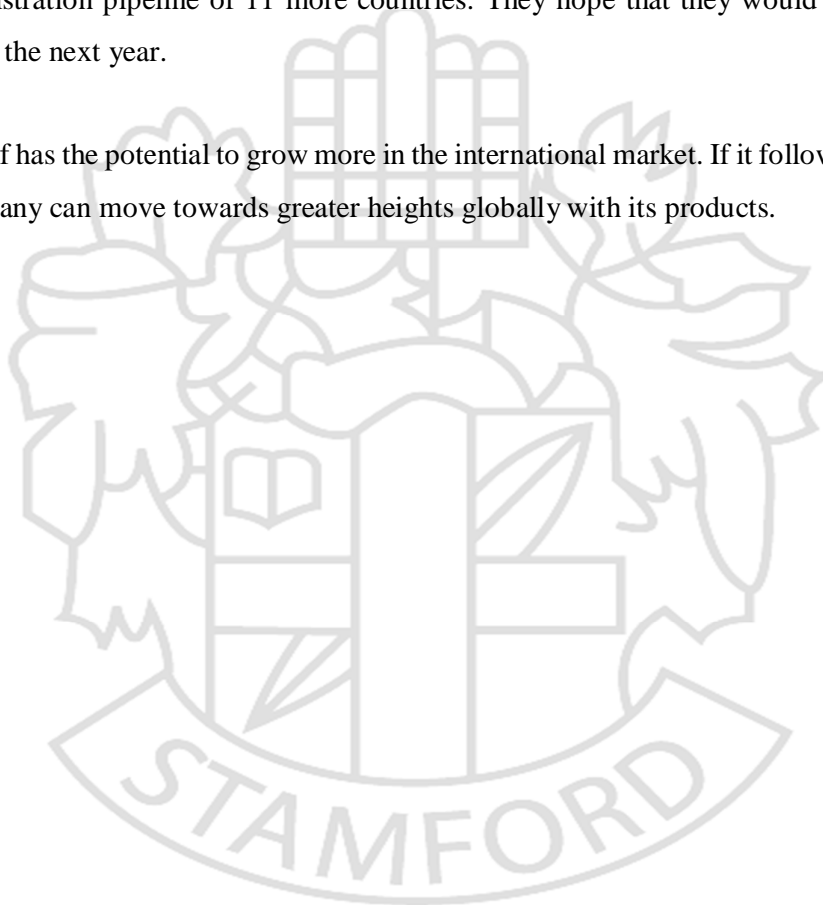 stration pipeline of 11 more countries. They hope that they would
the next year.
f has the potential to grow more in the international market. If it follow
any can move towards greater heights globally with its products.
STAMFORD